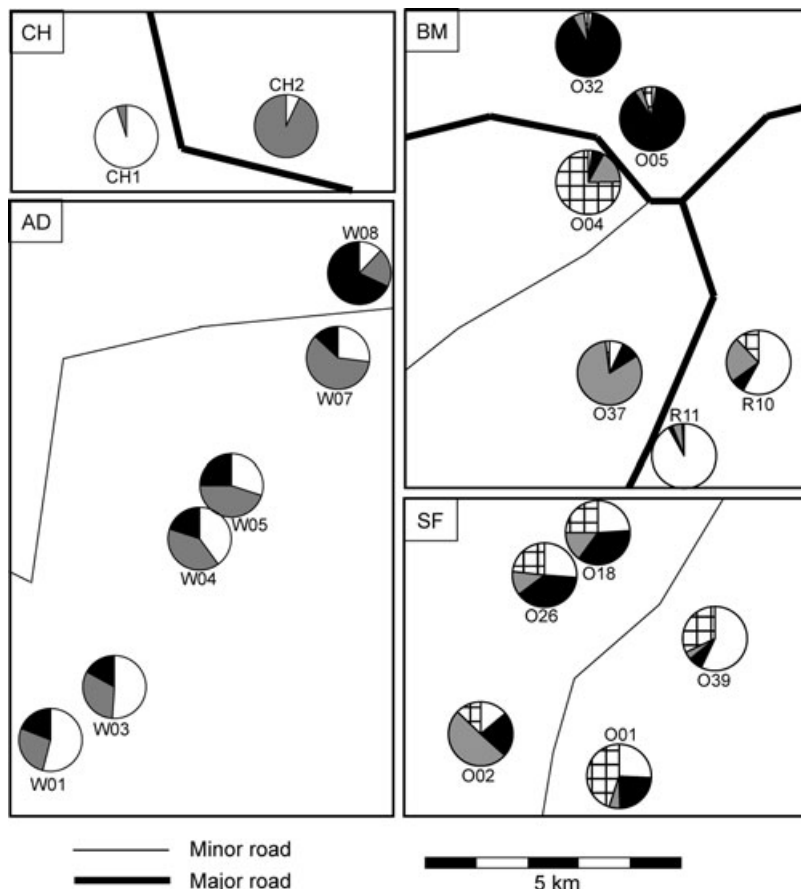 CH
CH1
CH2
BM
O32
O05
O04
O37
R10
R11
AD
W08
W07
W05
W04
W03
W01
SF
O18
O26
O39
O02
O01
Minor road
Major road
5 km